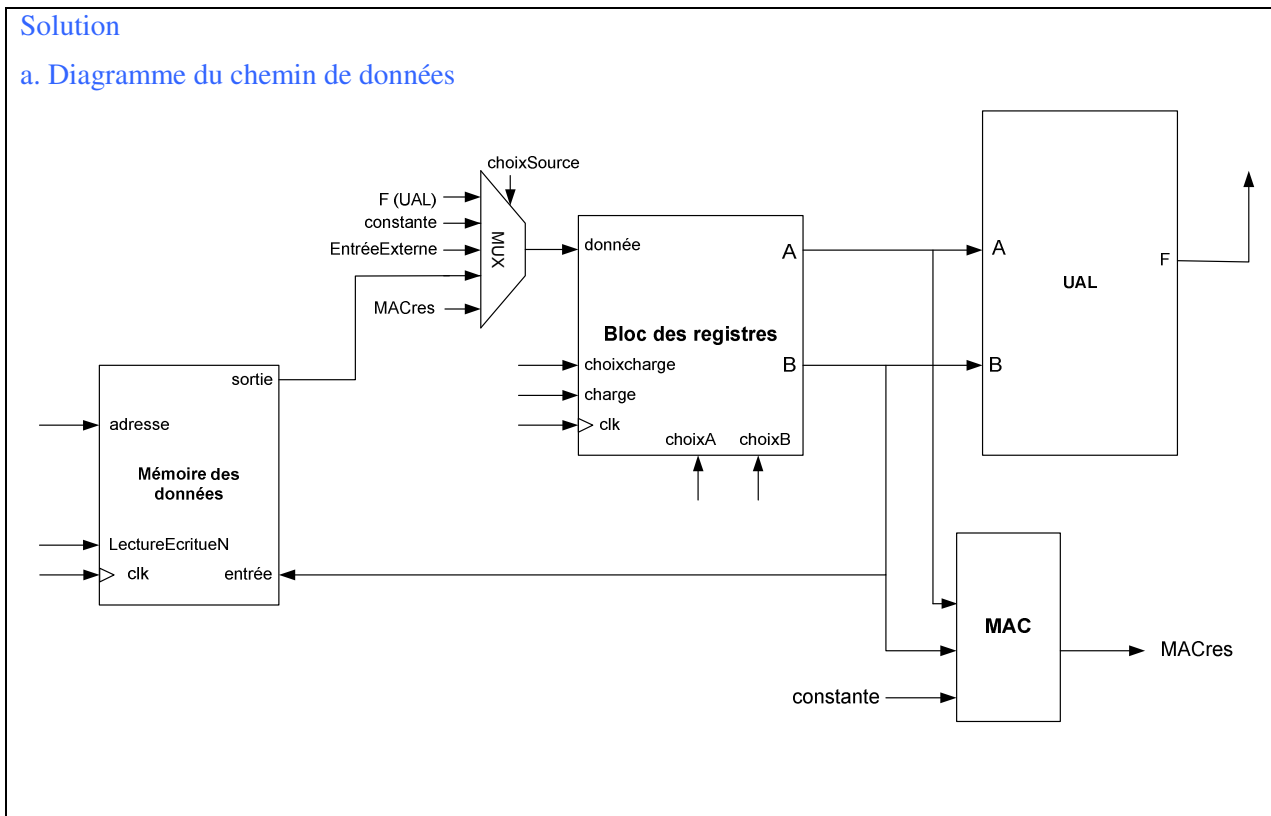 Solution
a. Diagramme du chemin de données
choixSource
F (UAL)
constante
EntréeExterne
MACres
MUX
donnée
A
Bloc des registres
choixcharge
B
charge
clk
choixA
choixB
A
F
UAL
B
sortie
adresse
Mémoire des
données
LectureEcritueN
clk
entrée
MAC
MACres
constante